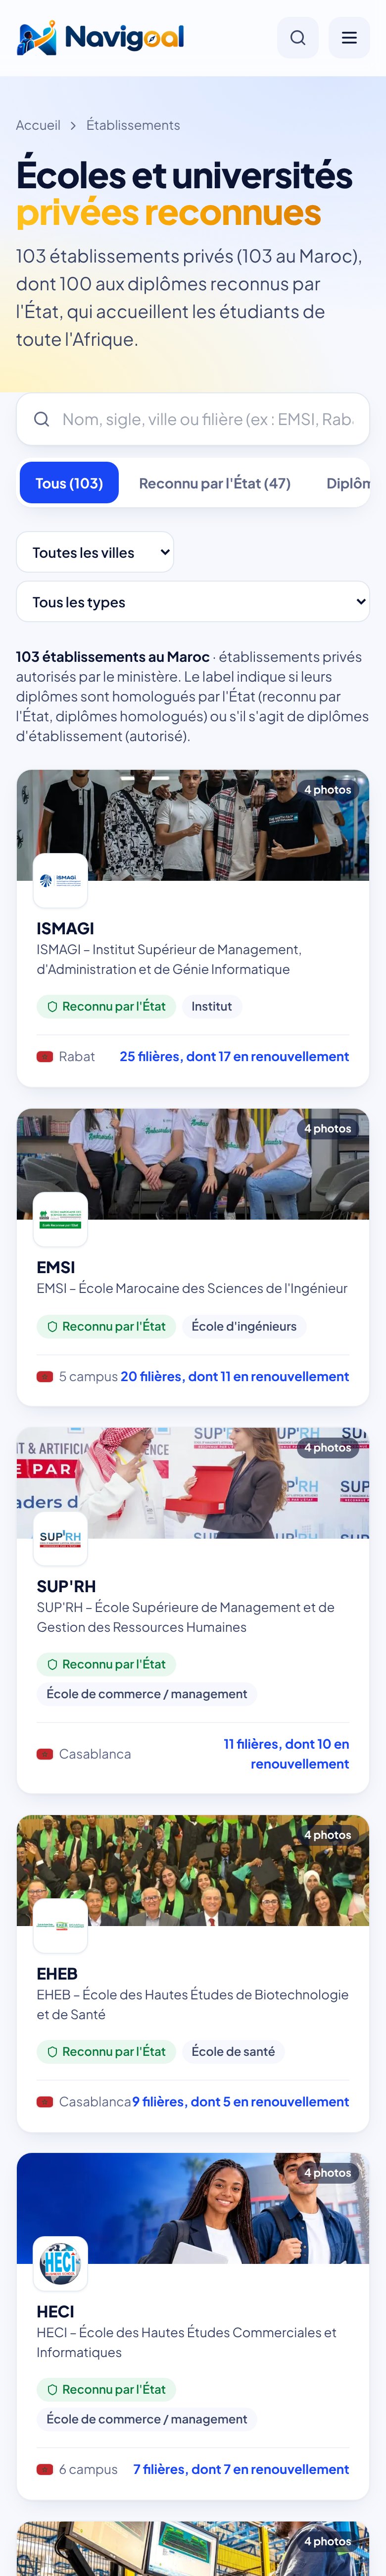 Navigoal
Accueil > Établissements
Écoles et universités
privées reconnues
103 établissements privés (103 au Maroc),
dont 100 aux diplômes reconnus par
l'État, qui accueillent les étudiants de
toute l'Afrique.
Nom, sigle, ville ou filière (ex : EMSI, Rab
Tous (103) Reconnu par l'État (47) Diplôm
Toutes les villes
Tous les types
103 établissements au Maroc · établissements privés
autorisés par le ministère. Le label indique si leurs
diplômes sont homologués par l'État (reconnu par
l'État, diplômes homologués) ou s'il s'agit de diplômes
d'établissement (autorisé).
4 photos
ISMAGI
ISMAGI
ISMAGI – Institut Supérieur de Management,
d'Administration et de Génie Informatique
Reconnu par l'État Institut
Rabat 25 filières, dont 17 en renouvellement
4 photos
EMSI
EMSI – École Marocaine des Sciences de l'Ingénieur
Reconnu par l'État École d'ingénieurs
5 campus 20 filières, dont 11 en renouvellement
4 photos
SUP'RH
SUP'RH
SUP'RH – École Supérieure de Management et de
Gestion des Ressources Humaines
Reconnu par l'État
École de commerce / management
Casablanca 11 filières, dont 10 en
renouvellement
4 photos
EHEB
EHEB – École des Hautes Études de Biotechnologie
et de Santé
Reconnu par l'État École de santé
Casablanca 9 filières, dont 5 en renouvellement
4 photos
HECI
HECI
HECI – École des Hautes Études Commerciales et
Informatiques
Reconnu par l'État
École de commerce / management
6 campus 7 filières, dont 7 en renouvellement
4 photos